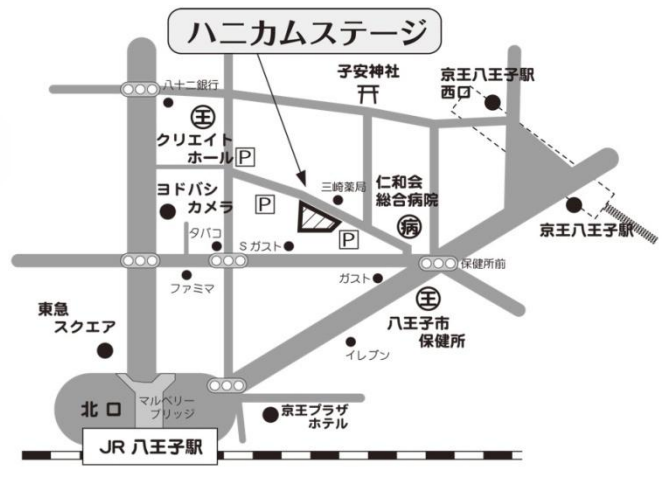 ハニカムステージ
八十二銀行
子安神社
京王八王子駅
西口
王
クリエイト
ホール
P
三崎薬局
仁和会
総合病院
ヨドバシ
カメラ
P
病
タバコ
Sガスト
P
京王八王子駅
保健所前
ファミマ
ガスト
王
八王子市
保健所
東急
スクエア
イレブン
北口
マルベリー
ブリッジ
京王プラザ
ホテル
JR 八王子駅